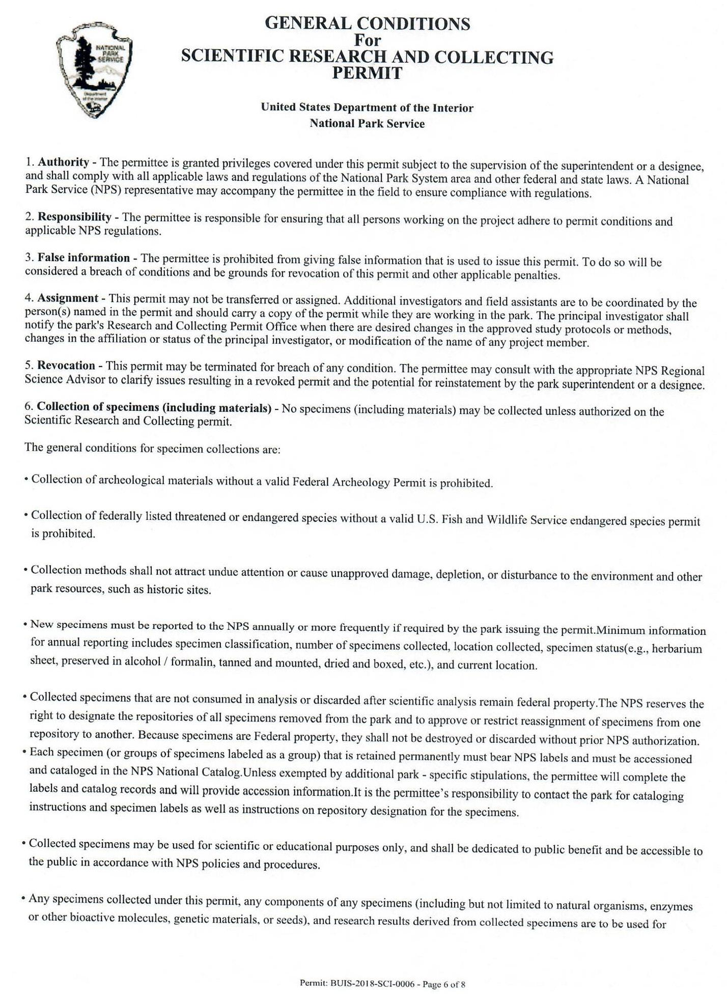 GENERAL CONDITIONS
For
SCIENTIFIC RESEARCH AND COLLECTING
PERMIT
NATIONAL
PARK
SERVICE
Department
of the Interior
United States Department of the Interior
National Park Service
1. Authority - The permittee is granted privileges covered under this permit subject to the supervision of the superintendent or a designee,
and shall comply with all applicable laws and regulations of the National Park System area and other federal and state laws. A National
Park Service (NPS) representative may accompany the permittee in the field to ensure compliance with regulations.
2. Responsibility - The permittee is responsible for ensuring that all persons working on the project adhere to permit conditions and
applicable NPS regulations.
3. False information - The permittee is prohibited from giving false information that is used to issue this permit. To do so will be
considered a breach of conditions and be grounds for revocation of this permit and other applicable penalties.
4. Assignment - This permit may not be transferred or assigned. Additional investigators and field assistants are to be coordinated by the
person(s) named in the permit and should carry a copy of the permit while they are working in the park. The principal investigator shall
notify the park's Research and Collecting Permit Office when there are desired changes in the approved study protocols or methods,
changes in the affiliation or status of the principal investigator, or modification of the name of any project member.
5. Revocation - This permit may be terminated for breach of any condition. The permittee may consult with the appropriate NPS Regional
Science Advisor to clarify issues resulting in a revoked permit and the potential for reinstatement by the park superintendent or a designee.
6. Collection of specimens (including materials) - No specimens (including materials) may be collected unless authorized on the
Scientific Research and Collecting permit.
The general conditions for specimen collections are:
• Collection of archeological materials without a valid Federal Archeology Permit is prohibited.
• Collection of federally listed threatened or endangered species without a valid U.S. Fish and Wildlife Service endangered species permit
is prohibited.
• Collection methods shall not attract undue attention or cause unapproved damage, depletion, or disturbance to the environment and other
park resources, such as historic sites.
• New specimens must be reported to the NPS annually or more frequently if required by the park issuing the permit.Minimum information
for annual reporting includes specimen classification, number of specimens collected, location collected, specimen status(e.g., herbarium
sheet, preserved in alcohol / formalin, tanned and mounted, dried and boxed, etc.), and current location.
• Collected specimens that are not consumed in analysis or discarded after scientific analysis remain federal property.The NPS reserves the
right to designate the repositories of all specimens removed from the park and to approve or restrict reassignment of specimens from one
repository to another. Because specimens are Federal property, they shall not be destroyed or discarded without prior NPS authorization.
• Each specimen (or groups of specimens labeled as a group) that is retained permanently must bear NPS labels and must be accessioned
and cataloged in the NPS National Catalog.Unless exempted by additional park - specific stipulations, the permittee will complete the
labels and catalog records and will provide accession information.It is the permittee’s responsibility to contact the park for cataloging
instructions and specimen labels as well as instructions on repository designation for the specimens.
• Collected specimens may be used for scientific or educational purposes only, and shall be dedicated to public benefit and be accessible to
the public in accordance with NPS policies and procedures.
• Any specimens collected under this permit, any components of any specimens (including but not limited to natural organisms, enzymes
or other bioactive molecules, genetic materials, or seeds), and research results derived from collected specimens are to be used for
Permit: BUIS-2018-SCI-0006 - Page 6 of 8